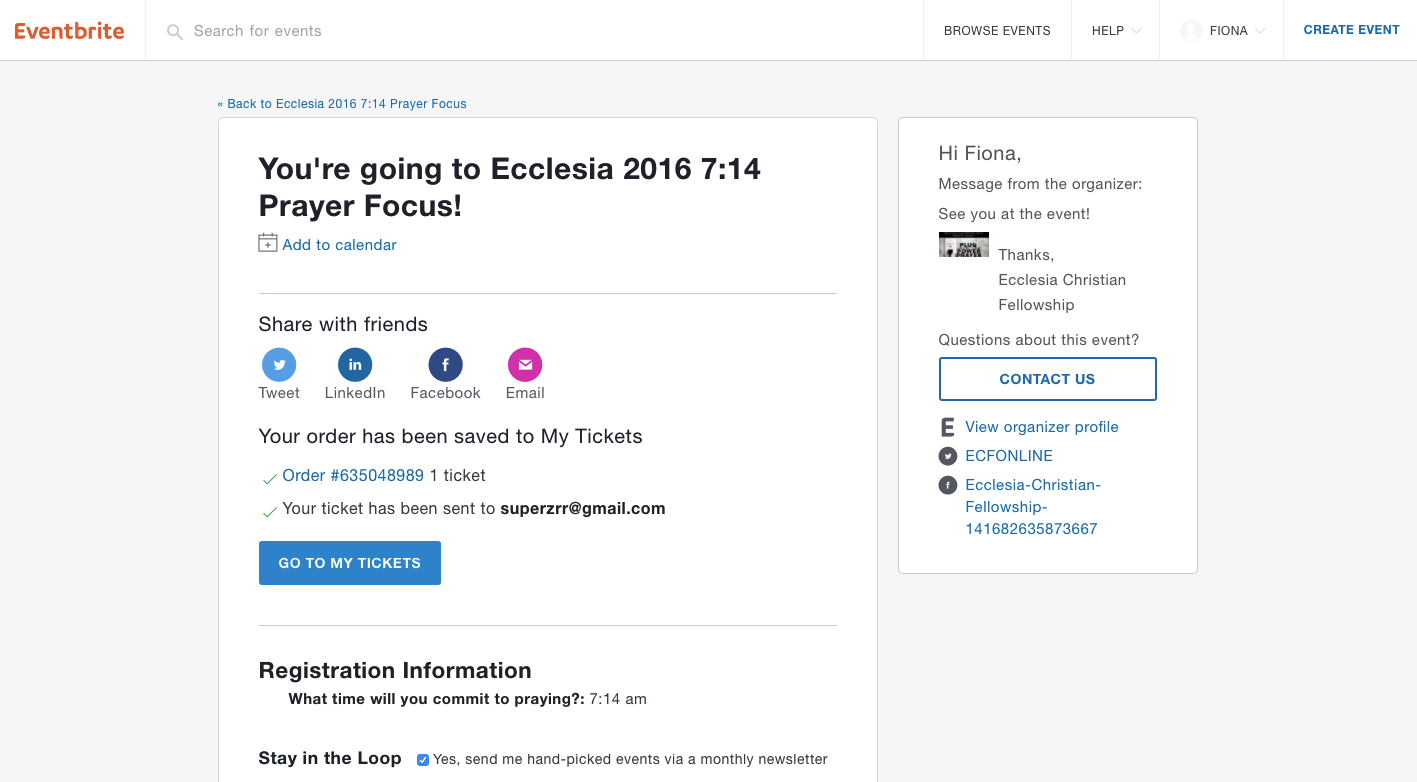 Eventbrite
Search for events
BROWSE EVENTS
HELP
FIONA
CREATE EVENT
« Back to Ecclesia 2016 7:14 Prayer Focus
You're going to Ecclesia 2016 7:14
Prayer Focus!
Add to calendar
Share with friends
Tweet
LinkedIn
Facebook
Email
Your order has been saved to My Tickets
Order #635048989 1 ticket
Your ticket has been sent to superzrr@gmail.com
GO TO MY TICKETS
Registration Information
What time will you commit to praying?: 7:14 am
Stay in the Loop
Yes, send me hand-picked events via a monthly newsletter
Hi Fiona,
Message from the organizer:
See you at the event!
Thanks,
Ecclesia Christian
Fellowship
Questions about this event?
CONTACT US
View organizer profile
ECFONLINE
Ecclesia-Christian-
Fellowship-
141682635873667